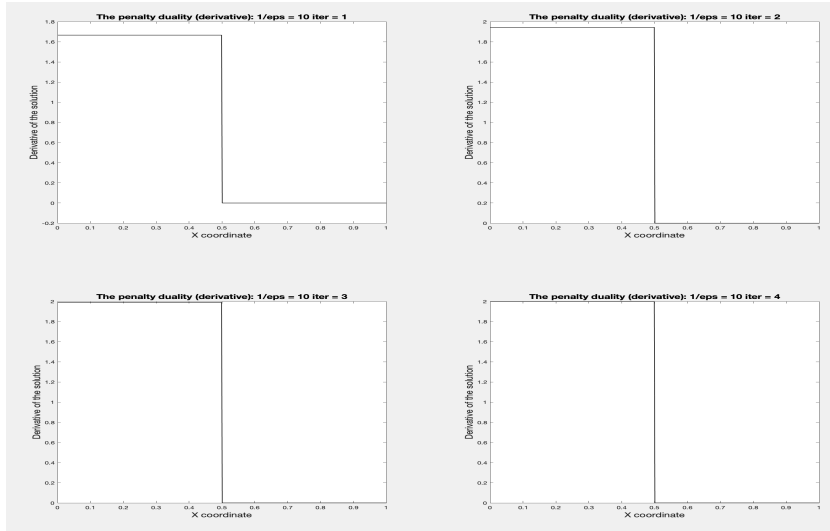 The penalty duality (derivative): 1/eps = 10 iter = 1
1.8
1.6
1.4
1.2
1
0.8
0.6
0.4
0.2
0
-0.2
Derivative of the solution
0 0.1 0.2 0.3 0.4 0.5 0.6 0.7 0.8 0.9 1
X coordinate
The penalty duality (derivative): 1/eps = 10 iter = 2
2
1.8
1.6
1.4
1.2
1
0.8
0.6
0.4
0.2
0
Derivative of the solution
0 0.1 0.2 0.3 0.4 0.5 0.6 0.7 0.8 0.9 1
X coordinate
The penalty duality (derivative): 1/eps = 10 iter = 3
2
1.8
1.6
1.4
1.2
1
0.8
0.6
0.4
0.2
0
Derivative of the solution
0 0.1 0.2 0.3 0.4 0.5 0.6 0.7 0.8 0.9 1
X coordinate
The penalty duality (derivative): 1/eps = 10 iter = 4
2
1.8
1.6
1.4
1.2
1
0.8
0.6
0.4
0.2
0
Derivative of the solution
0 0.1 0.2 0.3 0.4 0.5 0.6 0.7 0.8 0.9 1
X coordinate